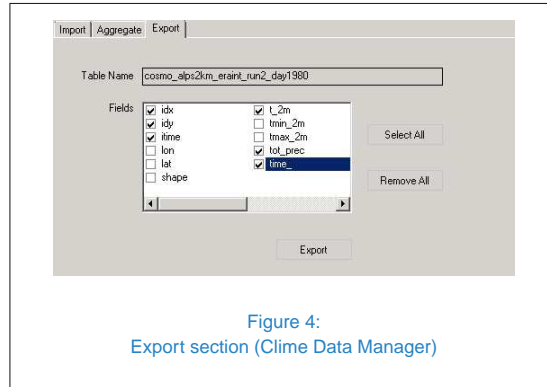 Import Aggregate Export
Table Name cosmo_alps2km_eraint_run2_day1980
Fields
idx t_2m
idy tmin_2m
itime tmax_2m
lon tot_prec
lat time_
shape
Select All
Remove All
Export
Figure 4:
Export section (Clime Data Manager)